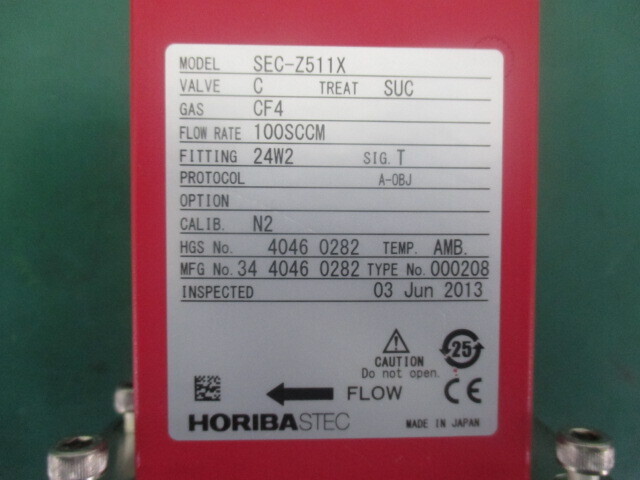 MODEL SEC-Z511X
VALVE C TREAT SUC
GAS CF4
FLOW RATE 100SCCM
FITTING 24W2 SIG. T
PROTOCOL A-OBJ
OPTION
CALIB. N2
HGS No. 4046 0282 TEMP. AMB.
MFG No. 34 4046 0282 TYPE No. 000208
INSPECTED 03 Jun 2013
CAUTION
Do not open.
25
FLOW
CE
HORIBASTEC
MADE IN JAPAN